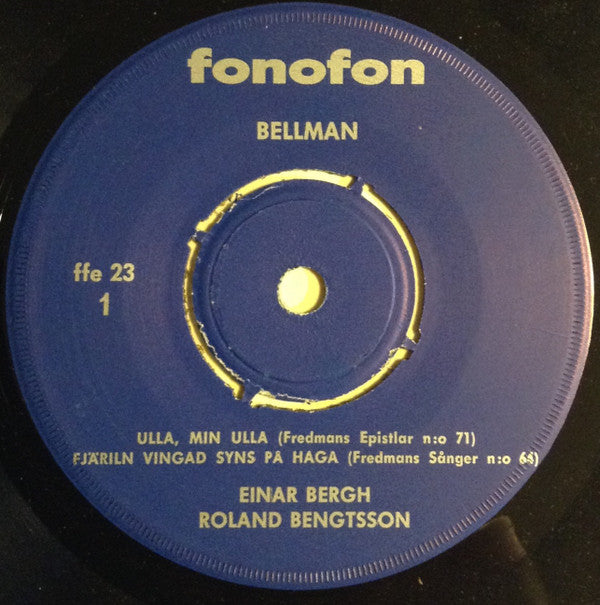 fonofon
BELLMAN
ffe 23
1
ULLA, MIN ULLA (Fredmans Epistlar n:o 71)
FJÄRILN VINGAD SYNS PÅ HAGA (Fredmans Sånger n:o 64)
EINAR BERGH
ROLAND BENGTSSON